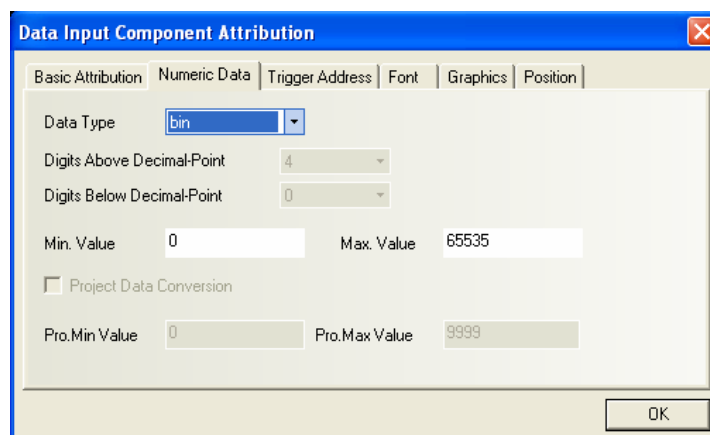 Data Input Component Attribution
Basic Attribution Numeric Data Trigger Address Font Graphics Position
Data Type bin
Digits Above Decimal-Point 4
Digits Below Decimal-Point 0
Min. Value 0 Max. Value 65535
Project Data Conversion
Pro.Min Value 0 Pro.Max Value 9999
OK